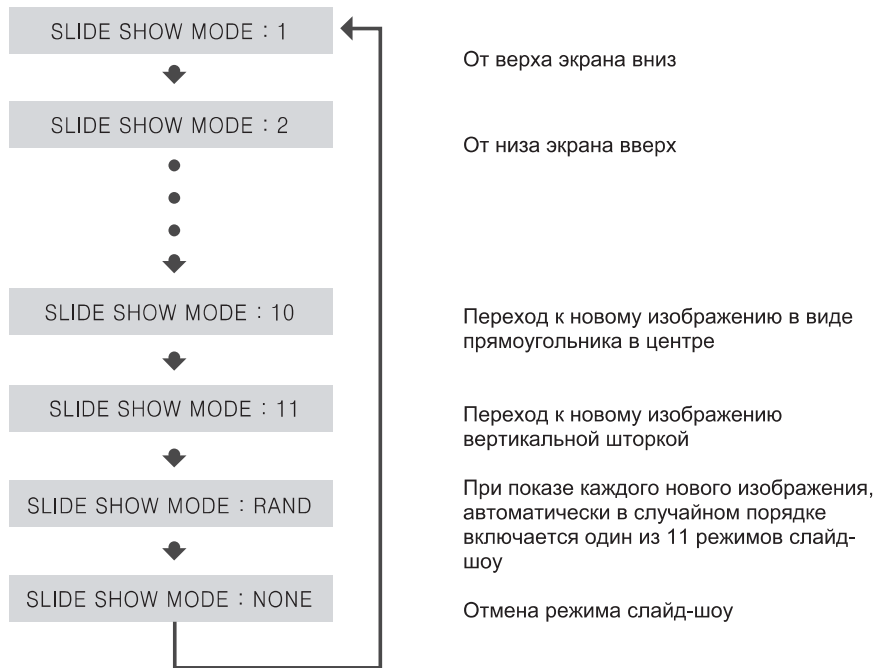 SLIDE SHOW MODE : 1
От верха экрана вниз
SLIDE SHOW MODE : 2
От низа экрана вверх
SLIDE SHOW MODE : 10
Переход к новому изображению в виде
прямоугольника в центре
SLIDE SHOW MODE : 11
Переход к новому изображению
вертикальной шторкой
SLIDE SHOW MODE : RAND
При показе каждого нового изображения,
автоматически в случайном порядке
включается один из 11 режимов слайд-
шоу
SLIDE SHOW MODE : NONE
Отмена режима слайд-шоу